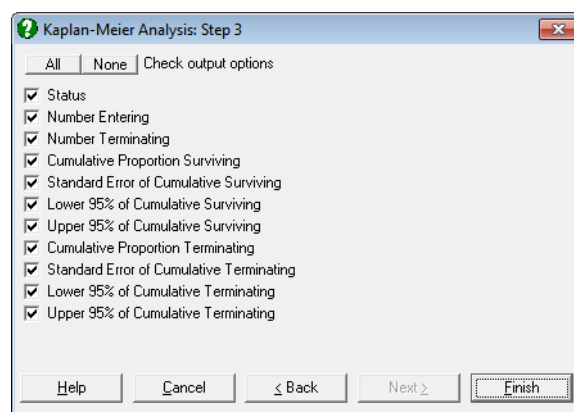 Kaplan-Meier Analysis: Step 3
All None Check output options
Status
Number Entering
Number Terminating
Cumulative Proportion Surviving
Standard Error of Cumulative Surviving
Lower 95% of Cumulative Surviving
Upper 95% of Cumulative Surviving
Cumulative Proportion Terminating
Standard Error of Cumulative Terminating
Lower 95% of Cumulative Terminating
Upper 95% of Cumulative Terminating
Help Cancel < Back Next > Finish